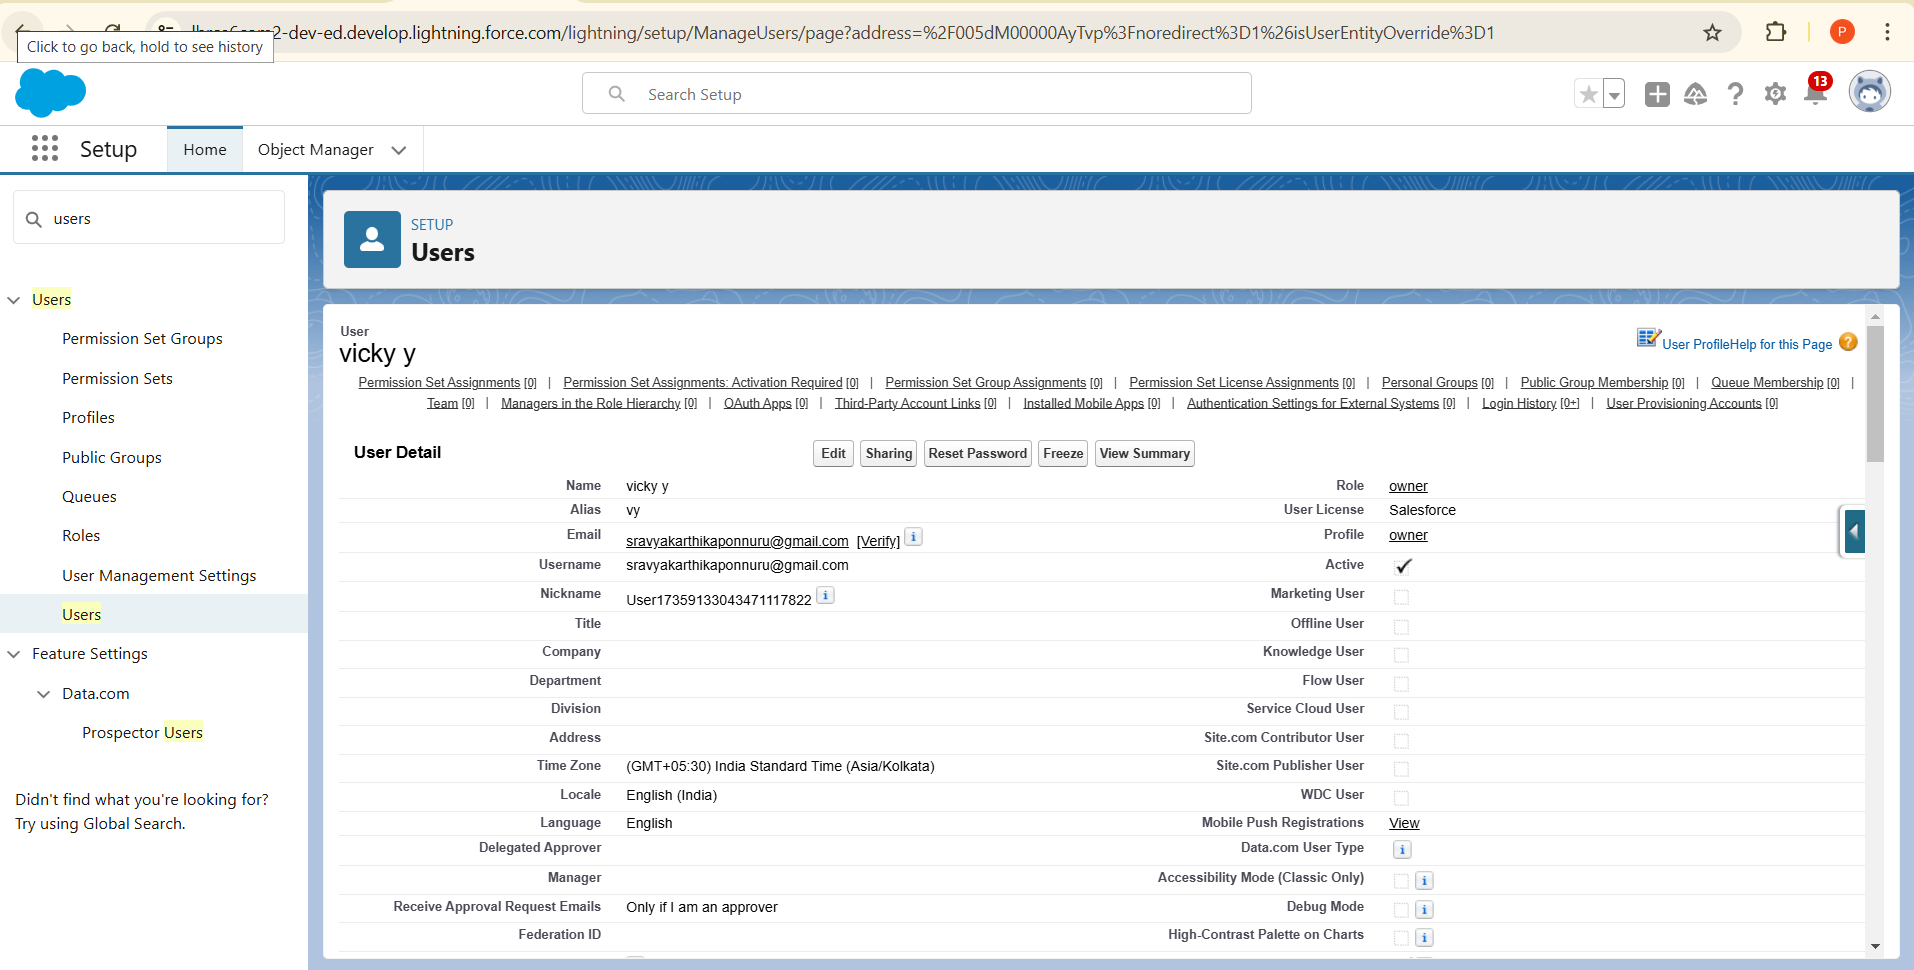 2-dev-ed.develop.lightning.force.com/lightning/setup/ManageUsers/page?address=%2F005dM00000AyTvp%3Fnoredirect%3D1%26isUserEntityOverride%3D1
P
Click to go back, hold to see history
Search Setup
13
Setup
Home
Object Manager
users
Users
Permission Set Groups
Permission Sets
Profiles
Public Groups
Queues
Roles
User Management Settings
Users
Feature Settings
Data.com
Prospector Users
Didn't find what you're looking for?
Try using Global Search.
SETUP
Users
User
vicky y
User Profile Help for this Page
Permission Set Assignments [0] | Permission Set Assignments: Activation Required [0] | Permission Set Group Assignments [0] | Permission Set License Assignments [0] | Personal Groups [0] | Public Group Membership [0] | Queue Membership [0] |
Team [0] | Managers in the Role Hierarchy [0] | OAuth Apps [0] | Third-Party Account Links [0] | Installed Mobile Apps [0] | Authentication Settings for External Systems [0] | Login History [0+] | User Provisioning Accounts [0]
User Detail
Edit Sharing Reset Password Freeze View Summary
Name vicky y Role owner
Alias vy User License Salesforce
Email sravyakarthikaponnuru@gmail.com [Verify] i Profile owner
Username sravyakarthikaponnuru@gmail.com Active
Nickname User17359133043471117822 i Marketing User
Title Offline User
Company Knowledge User
Department Flow User
Division Service Cloud User
Address Site.com Contributor User
Time Zone (GMT+05:30) India Standard Time (Asia/Kolkata) Site.com Publisher User
Locale English (India) WDC User
Language English Mobile Push Registrations View
Delegated Approver Data.com User Type i
Manager Accessibility Mode (Classic Only) i
Receive Approval Request Emails Only if I am an approver Debug Mode i
Federation ID High-Contrast Palette on Charts i